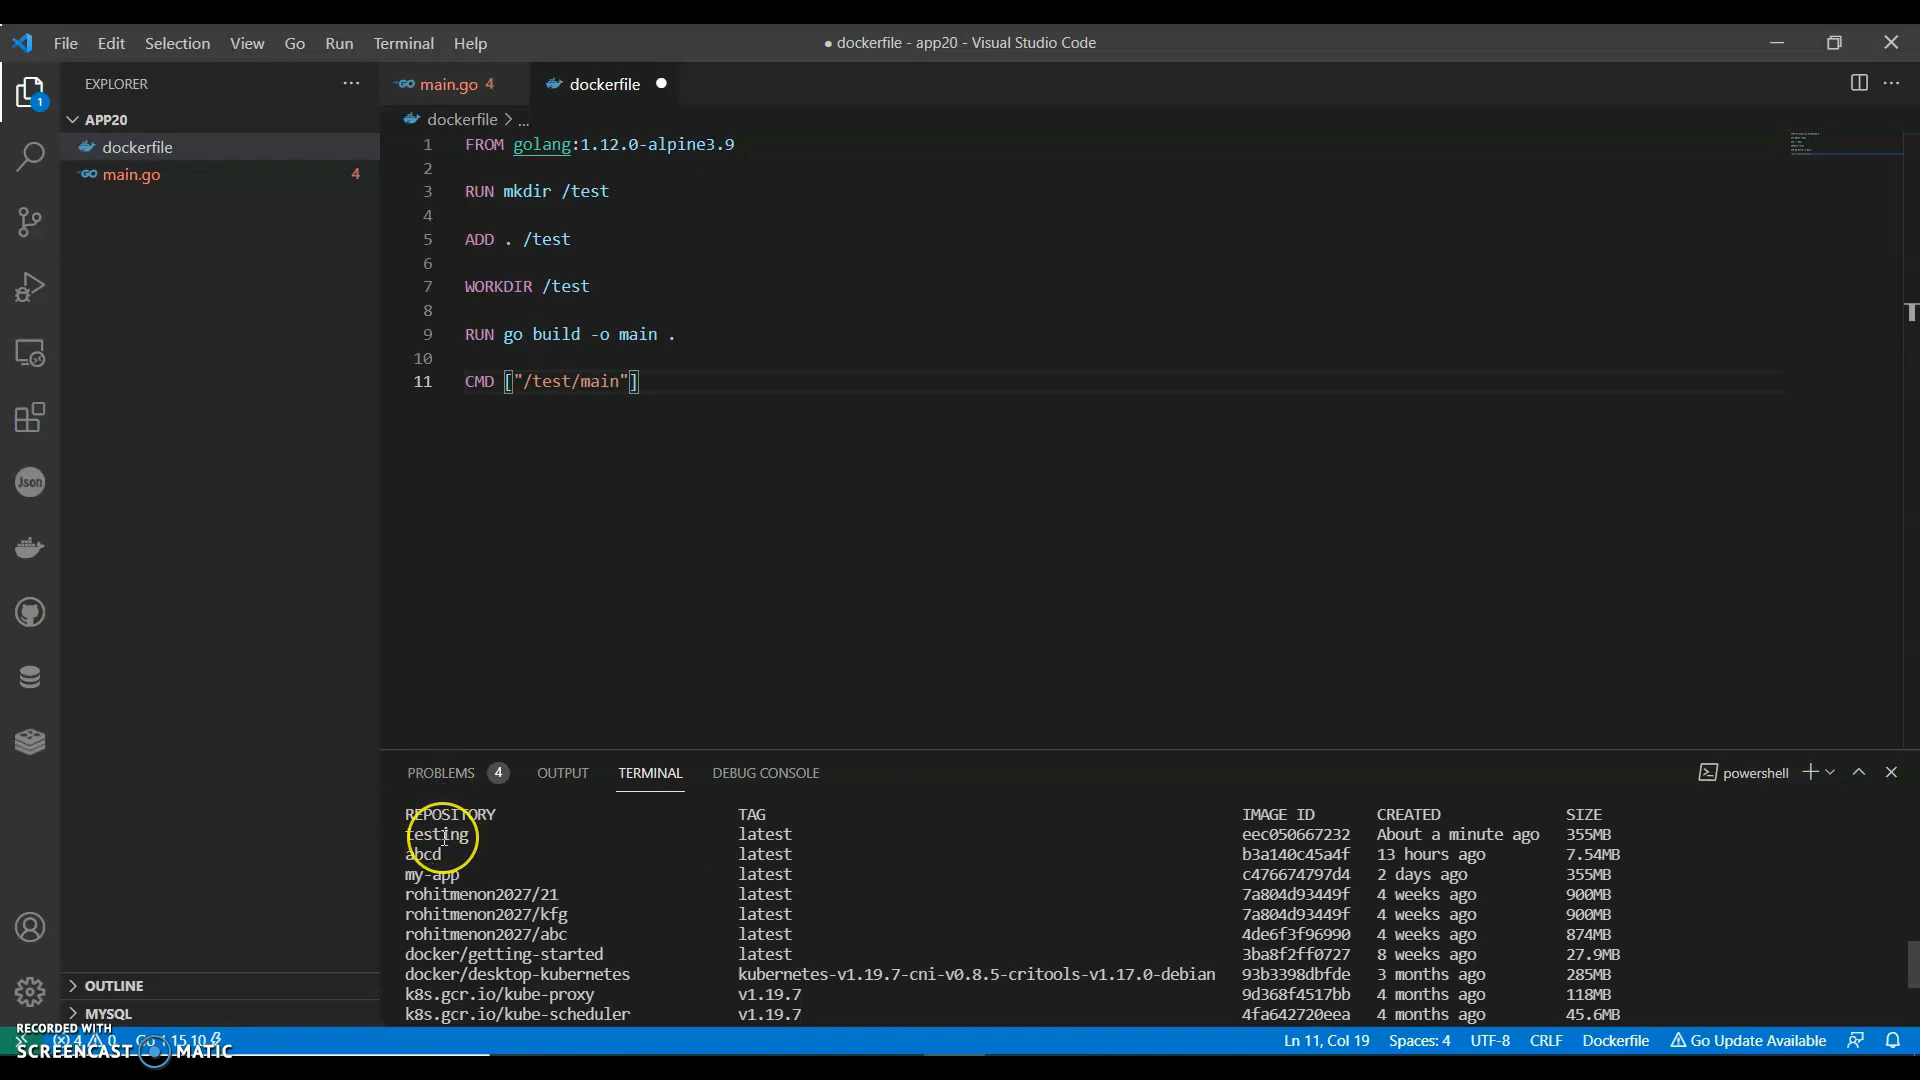 File Edit Selection View Go Run Terminal Help
● dockerfile - app20 - Visual Studio Code
EXPLORER
main.go 4
dockerfile
1
APP20
dockerfile > ...
dockerfile
main.go 4
1 FROM golang:1.12.0-alpine3.9
2
3 RUN mkdir /test
4
5 ADD . /test
6
7 WORKDIR /test
8
9 RUN go build -o main .
10
11 CMD ["/test/main"]
Json
PROBLEMS 4 OUTPUT TERMINAL DEBUG CONSOLE
powershell
REPOSITORY TAG IMAGE ID CREATED SIZE
testing latest eec050667232 About a minute ago 355MB
abcd latest b3a140c45a4f 13 hours ago 7.54MB
my-app latest c476674797d4 2 days ago 355MB
rohitmenon2027/21 latest 7a804d93449f 4 weeks ago 900MB
rohitmenon2027/kfg latest 7a804d93449f 4 weeks ago 900MB
rohitmenon2027/abc latest 4de6f3f96990 4 weeks ago 874MB
docker/getting-started latest 3ba8f2ff0727 8 weeks ago 27.9MB
docker/desktop-kubernetes kubernetes-v1.19.7-cni-v0.8.5-critools-v1.17.0-debian 93b3398dbfde 3 months ago 285MB
k8s.gcr.io/kube-proxy v1.19.7 9d368f4517bb 4 months ago 118MB
k8s.gcr.io/kube-scheduler v1.19.7 4fa642720eea 4 months ago 45.6MB
OUTLINE
MYSQL
RECORDED WITH
SCREENCAST MATIC
Ln 11, Col 19 Spaces: 4 UTF-8 CRLF Dockerfile Go Update Available